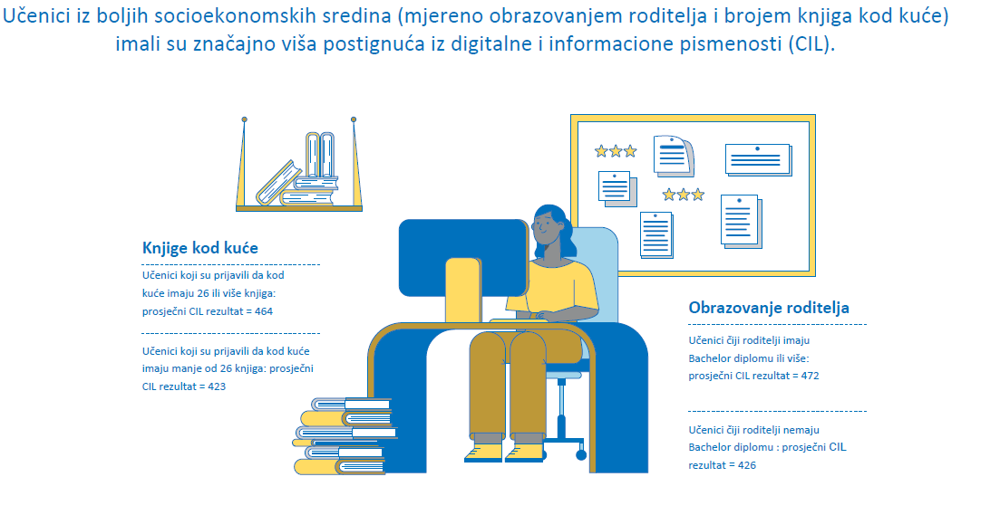 Učenici iz boljih socioekonomskih sredina (mjereno obrazovanjem roditelja i brojem knjiga kod kuće)
imali su značajno viša postignuća iz digitalne i informacione pismenosti (CIL).
Knjige kod kuće
Učenici koji su prijavili da kod
kuće imaju 26 ili više knjiga:
prosječni CIL rezultat = 464
Učenici koji su prijavili da kod kuće
imaju manje od 26 knjiga: prosječni
CIL rezultat = 423
Obrazovanje roditelja
Učenici čiji roditelji imaju
Bachelor diplomu ili više:
prosječni CIL rezultat = 472
Učenici čiji roditelji nemaju
Bachelor diplomu : prosječni CIL
rezultat = 426